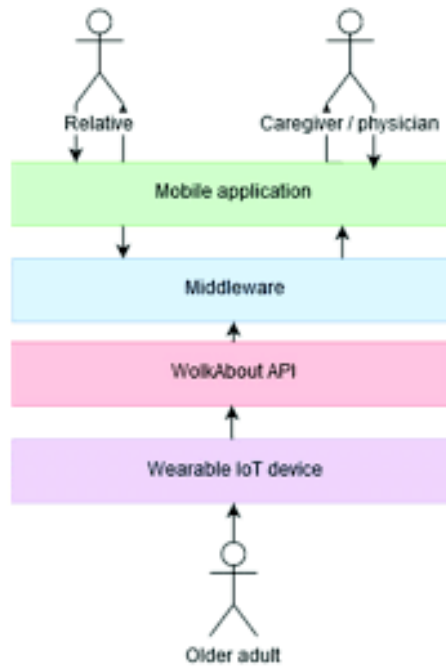 Relative
Caregiver / physician
Mobile application
Middleware
WolkAbout API
Wearable IoT device
Older adult